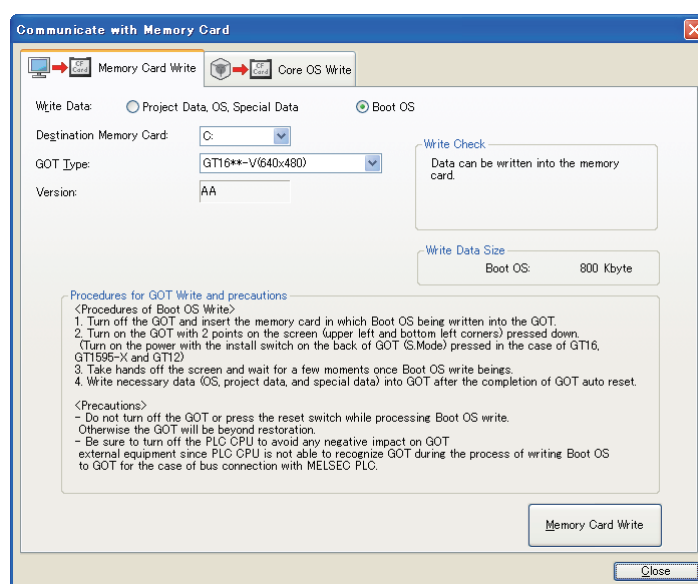 Communicate with Memory Card
CF Card Memory Card Write
CF Card Core OS Write
Write Data: Project Data, OS, Special Data Boot OS
Destination Memory Card: C:
GOT Type: GT16**-V(640x480)
Version: AA
Write Check
Data can be written into the memory
card.
Write Data Size
Boot OS: 800 Kbyte
Procedures for GOT Write and precautions
<Procedures of Boot OS Write>
1. Turn off the GOT and insert the memory card in which Boot OS being written into the GOT.
2. Turn on the GOT with 2 points on the screen (upper left and bottom left corners) pressed down.
(Turn on the power with the install switch on the back of GOT (S.Mode) pressed in the case of GT16,
GT1595-X and GT12)
3. Take hands off the screen and wait for a few moments once Boot OS write beings.
4. Write necessary data (OS, project data, and special data) into GOT after the completion of GOT auto reset.
<Precautions>
- Do not turn off the GOT or press the reset switch while processing Boot OS write.
Otherwise the GOT will be beyond restoration.
- Be sure to turn off the PLC CPU to avoid any negative impact on GOT
external equipment since PLC CPU is not able to recognize GOT during the process of writing Boot OS
to GOT for the case of bus connection with MELSEC PLC.
Memory Card Write
Close